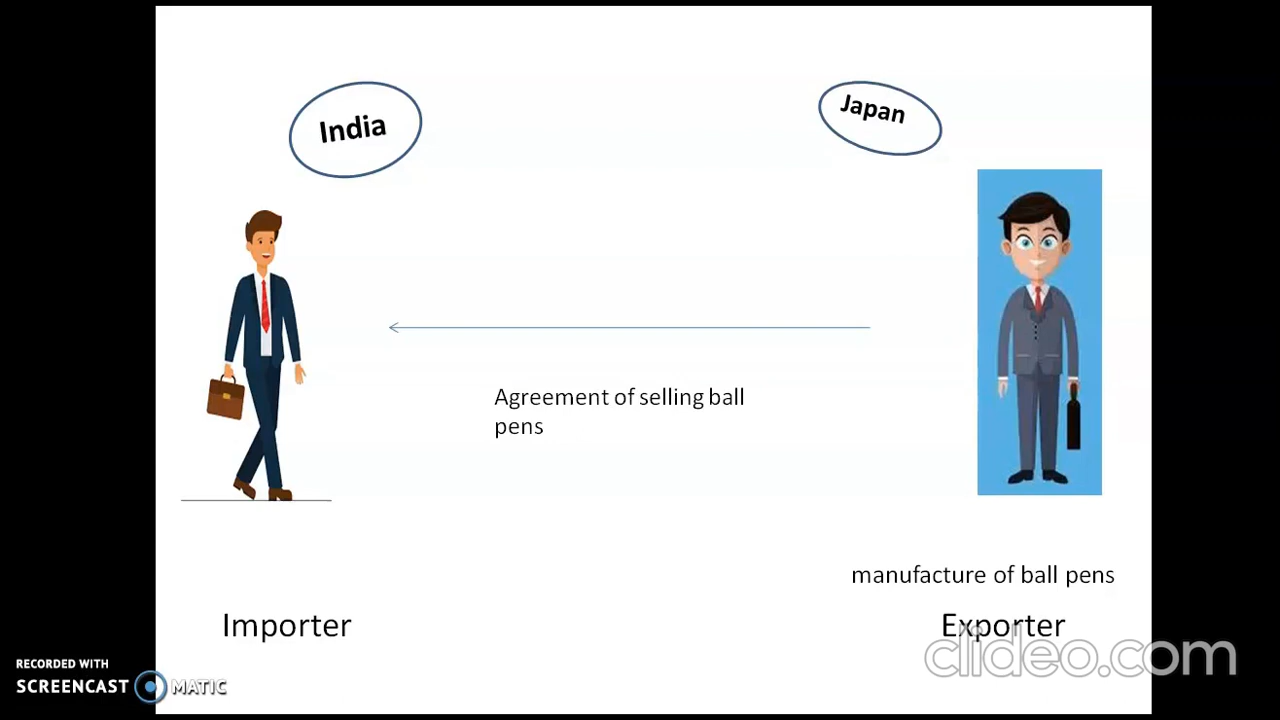 India
Japan
Agreement of selling ball
pens
manufacture of ball pens
Importer
Exporter
clideo.com
RECORDED WITH
SCREENCAST MATIC